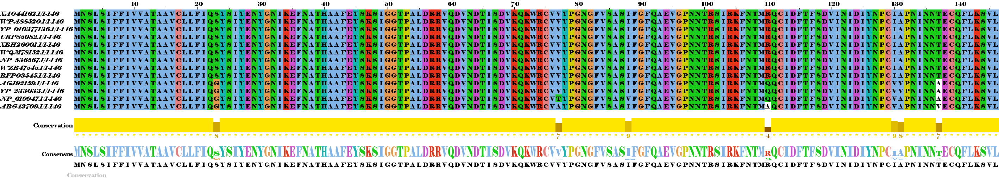 10 20 30 40 50 60 70 80 90 100 110 120 130 140
XAO44162.1/1-146 MNSLSIFFIVVATAAVCLLFIQSYSIYENYGNIKEFNATHAAFEYSKSIGGTPALDRRVQDVNDTISDVKQKWRCVVYPGNGFVSASIFGFQAEVGPNNTRSIRKFNTMRQCIDFTFSDVINIDIYNPCIAPNINNTECQFLKSVL
WPA88520.1/1-146 MNSLSIFFIVVATAAVCLLFIQSYSIYENYGNIKEFNATHAAFEYSKSIGGTPALDRRVQDVNDTISDVKQKWRCVVYPGNGFVSASIFGFQAEVGPNNTRSIRKFNTMRQCIDFTFSDVINIDIYNPCIAPNINNTECQFLKSVL
YP_010377136.1/1-146 MNSLSIFFIVVATAAVCLLFIQSYSIYENYGNIKEFNATHAAFEYSKSIGGTPALDRRVQDVNDTISDVKQKWRCVVYPGNGFVSASIFGFQAEVGPNNTRSIRKFNTMRQCIDFTFSDVINIDIYNPCIAPNINNTECQFLKSVL
URP85082.1/1-146 MNSLSIFFIVVATAAVCLLFIQSYSIYENYGNIKEFNATHAAFEYSKSIGGTPALDRRVQDVNDTISDVKQKWRCVVYPGNGFVSASIFGFQAEVGPNNTRSIRKFNTMRQCIDFTFSDVINIDIYNPCIAPNINNTECQFLKSVL
XBH26001.1/1-146 MNSLSIFFIVVATAAVCLLFIQSYSIYENYGNIKEFNATHAAFEYSKSIGGTPALDRRVQDVNDTISDVKQKWRCVVYPGNGFVSASIFGFQAEVGPNNTRSIRKFNTMRQCIDFTFSDVINIDIYNPCIAPNINNTECQFLKSVL
WQM78152.1/1-146 MNSLSIFFIVVATAAVCLLFIQSYSIYENYGNIKEFNATHAAFEYSKSIGGTPALDRRVQDVNDTISDVKQKWRCVVYPGNGFVSASIFGFQAEVGPNNTRSIRKFNTMRQCIDFTFSDVINIDIYNPCIAPNINNTECQFLKSVL
NP_536567.1/1-146 MNSLSIFFIVVATAAVCLLFIQSYSIYENYGNIKEFNATHAAFEYSKSIGGTPALDRRVQDVNDTISDVKQKWRCVVYPGNGFVSASIFGFQAEVGPNNTRSIRKFNTMRQCIDFTFSDVINIDIYNPCIAPNINNTECQFLKSVL
WZB47545.1/1-146 MNSLSIFFIVVATAAVCLLFIQSYSIYENYGNIKEFNATHAAFEYSKSIGGTPALDRRVQDVNDTISDVKQKWRCVVYPGNGFVSASIFGFQAEVGPNNTRSIRKFNTMRQCIDFTFSDVINIDIYNPCIAPNINNTECQFLKSVL
BFP03545.1/1-146 MNSLSIFFIVVATAAVCLLFIQSYSIYENYGNIKEFNATHAAFEYSKSIGGTPALDRRVQDVNDTISDVKQKWRCVVYPGNGFVSASIFGFQAEVGPNNTRSIRKFNTMRQCIDFTFSDVINIDIYNPCIAPNINNTECQFLKSVL
AGJ92159.1/1-146 MNSLSIFFIVVATAAVCLLFIQGYSIYENYGNIKEFNATHAAFEYSKSIGGTPALDRRVQDVNDTISDVKQKWRCVVYPGNGFVSASIFGFQAEVGPNNTRSIRKFNTMQQCIDFTFSDVINIDIYNPCVVPNINNAECQFLKSVL
YP_233033.1/1-146 MNSLSIFFIVVATAAVCLLFIQGYSIYENYGNIKEFNATHAAFEYSKSIGGTPALDRRVQDVNDTISDVKQKWRCVVYPGNGFVSASIFGFQAEVGPNNTRSIRKFNTMQQCIDFTFSDVINIDIYNPCVVPNINNAECQFLKSVL
NP_619947.1/1-146 MNSLSIFFIVVATAAVCLLFIQGYSIYENYGNIKEFNATHAAFEYSKSIGGTPALDRRVQDVNDTISDVKQKWRCVTYPGNGFVSASVFGFQAEVGPNNTRSIRKFNTMQQCIDFTFSDVINIDIYNPCVAPNINNAECQFLKSVL
ABG43709.1/1-146 MNSLSIFFIVVATAAVCLLFIQGYSIYENYGNIKEFNATHAAFEYSKSIGGTPALDRRVQDVNDTISDVKQKWRCVAYPGNGFVSASIFGFQAEVGPNNTRSIRKFNTMAQCIDFTFSDVINIDIYNPCIAPNINNVECQFLKSVL
Conservation
8 7 9 4 9 8 7
Consensus MNSLSIFFIVVATAAVCLLFIQSYSIYENYGNIKEFNATHAAFEYSKSIGGTPALDRRVQDVNDTISDVKQKWRCVVYPGNGFVSASIFGFQAEVGPNNTRSIRKFNTMRQCIDFTFSDVINIDIYNPCIAPNINNTECQFLKSVL
MNSLSIFFIVVATAAVCLLFIQSYSIYENYGNIKEFNATHAAFEYSKSIGGTPALDRRVQDVNDTISDVKQKWRCVVYPGNGFVSASIFGFQAEVGPNNTRSIRKFNTMRQCIDFTFSDVINIDIYNPCIAPNINNTECQFLKSVL
Conservation